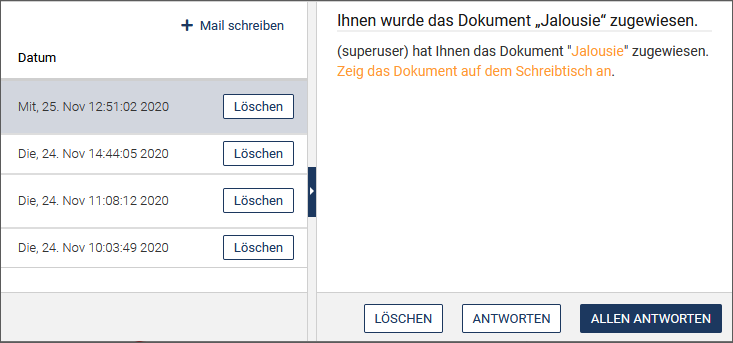 + Mail schreiben
Datum
Mit, 25. Nov 12:51:02 2020 Löschen
Die, 24. Nov 14:44:05 2020 Löschen
Die, 24. Nov 11:08:12 2020 Löschen
Die, 24. Nov 10:03:49 2020 Löschen
Ihnen wurde das Dokument „Jalousie“ zugewiesen.
(superuser) hat Ihnen das Dokument "Jalousie" zugewiesen.
Zeig das Dokument auf dem Schreibtisch an.
LÖSCHEN ANTWORTEN ALLEN ANTWORTEN